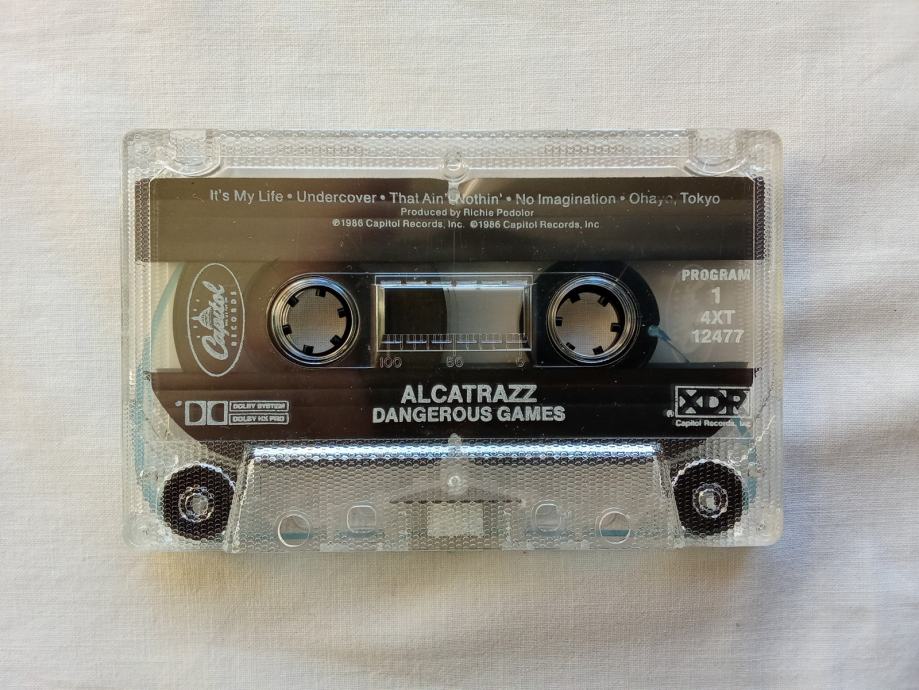 It's My Life • Undercover • That Ain't Nothin' • No Imagination • Ohayo, Tokyo
Produced by Richie Podolor
℗1986 Capitol Records, Inc. ©1986 Capitol Records, Inc.
Capitol
RECORDS
PROGRAM
1
4XT
12477
100 50 0
ALCATRAZZ
DANGEROUS GAMES
DOLBY SYSTEM
DOLBY HX PRO
XDR
®
Capitol Records, Inc.